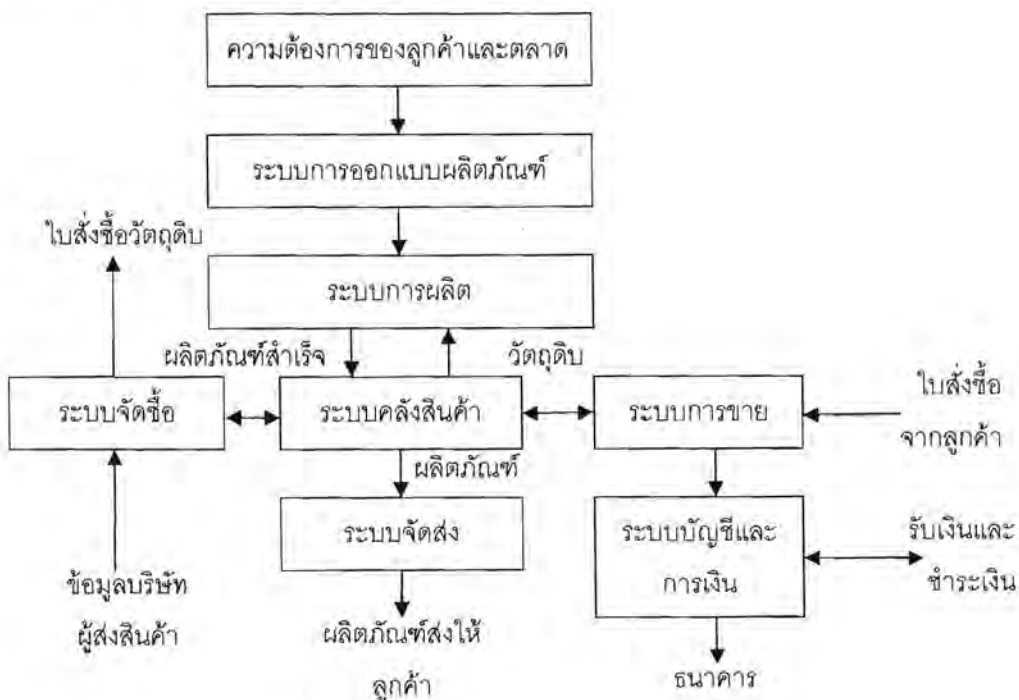 ความต้องการของลูกค้าและตลาด
ระบบการออกแบบผลิตภัณฑ์
ใบสั่งซื้อวัตถุดิบ
ระบบการผลิต
ผลิตภัณฑ์สำเร็จ
วัตถุดิบ
ระบบจัดซื้อ
ระบบคลังสินค้า
ระบบการขาย
ใบสั่งซื้อ
จากลูกค้า
ผลิตภัณฑ์
ระบบจัดส่ง
ระบบบัญชีและ
การเงิน
รับเงินและ
ชำระเงิน
ข้อมูลบริษัท
ผู้ส่งสินค้า
ผลิตภัณฑ์ส่งให้
ลูกค้า
ธนาคาร